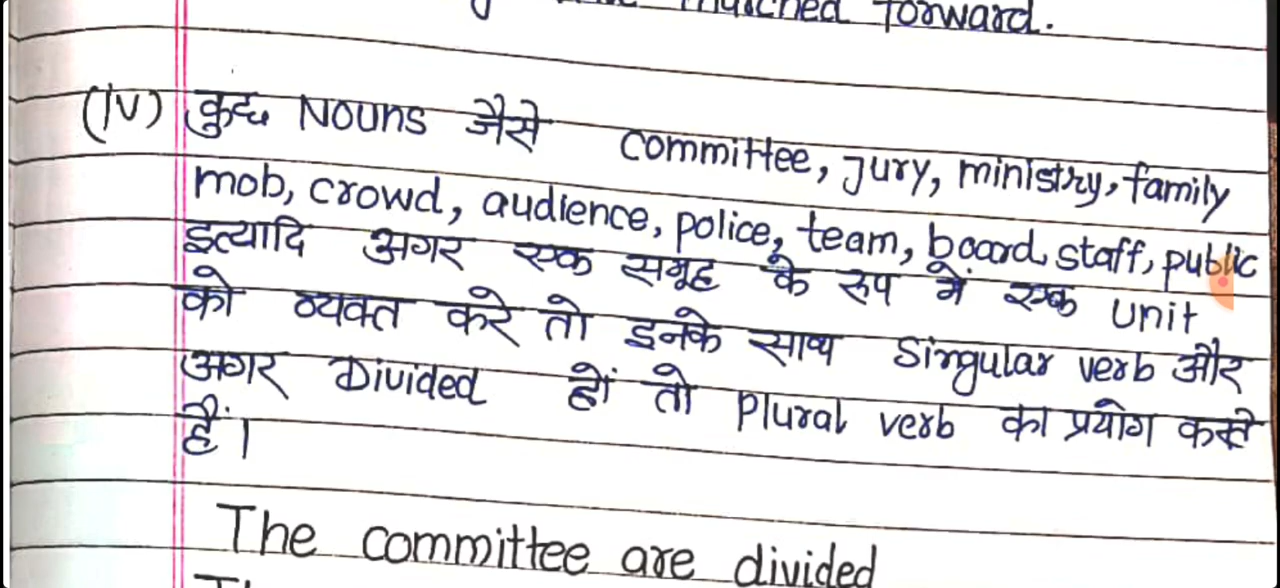 marched forward.
(iv) कुछ Nouns जैसे committee, jury, ministry, family
mob, crowd, audience, police, team, board, staff, public
इत्यादि अगर एक समूह के रूप में एक unit
को व्यक्त करे तो इनके साथ singular verb और
अगर Divided हों तो plural verb का प्रयोग करते
हैं।
The committee are divided